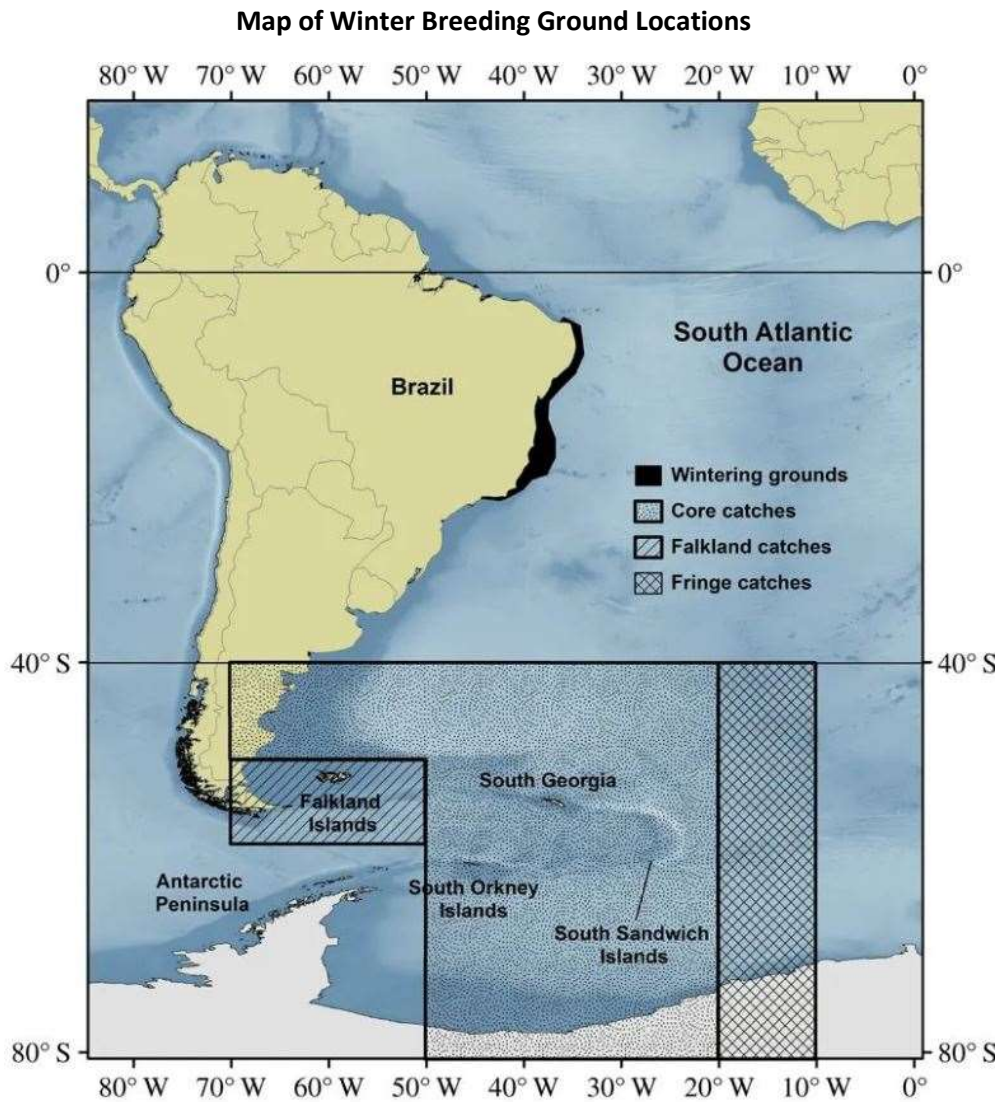 Map of Winter Breeding Ground Locations
80° W 70° W 60° W 50° W 40° W 30° W 20° W 10° W 0°
0° 0°
South Atlantic
Ocean
Brazil
Wintering grounds
Core catches
Falkland catches
Fringe catches
40° S 40° S
South Georgia
Falkland
Islands
Antarctic
Peninsula
South Orkney
Islands
South Sandwich
Islands
80° S 80° S
80° W 70° W 60° W 50° W 40° W 30° W 20° W 10° W 0°